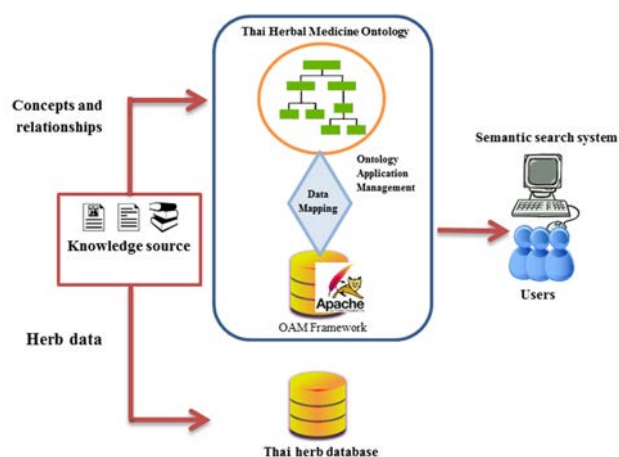 Thai Herbal Medicine Ontology
Concepts and
relationships
Knowledge source
Herb data
Ontology
Application
Management
Data
Mapping
Apache
OAM Framework
Thai herb database
Semantic search system
Users